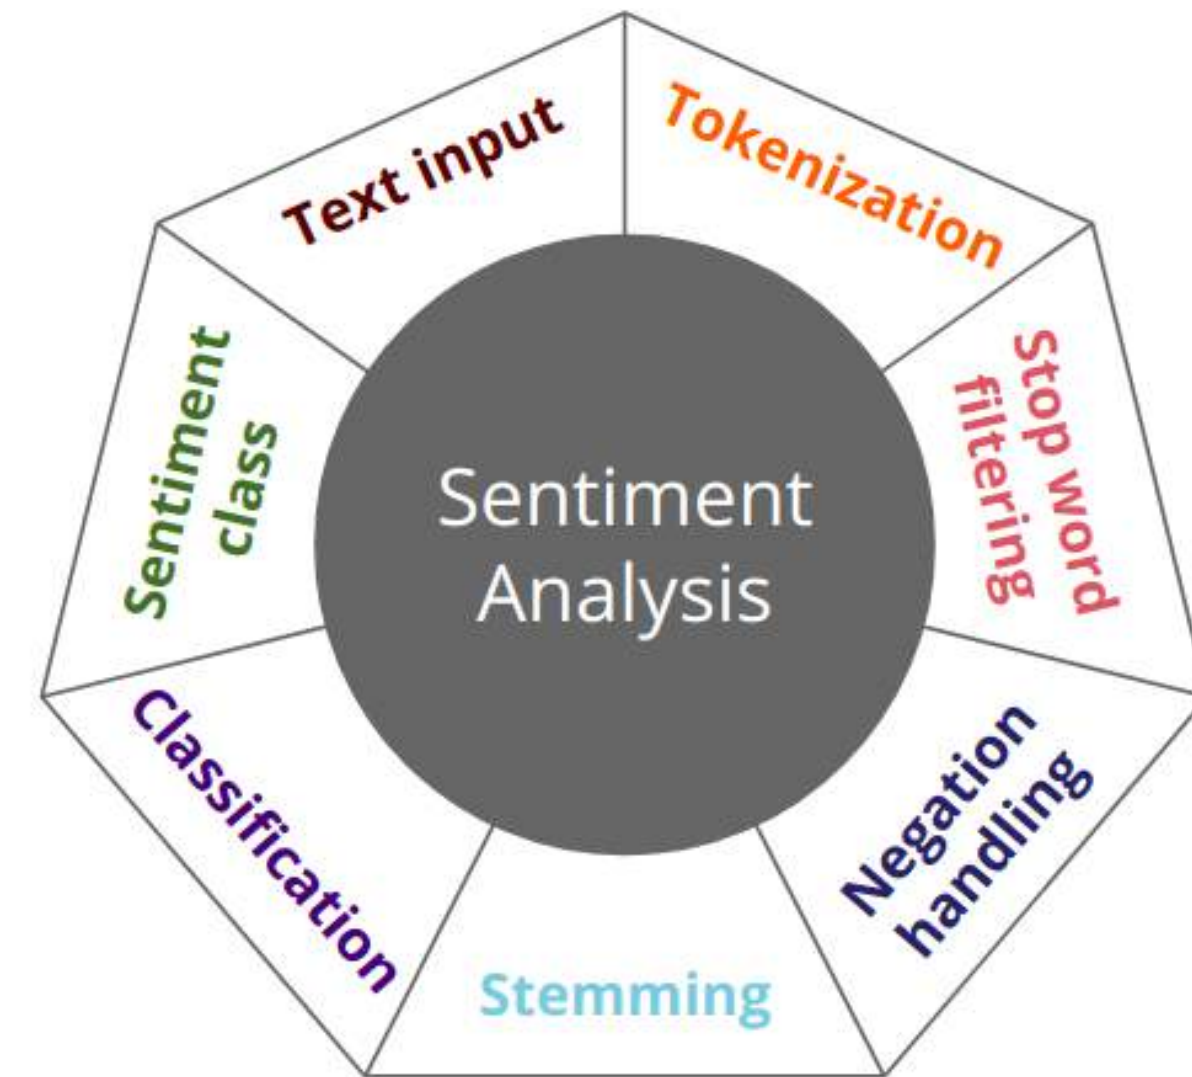 Text input
Tokenization
Stop word
filtering
Negation
handling
Stemming
Classification
Sentiment
class
Sentiment
Analysis